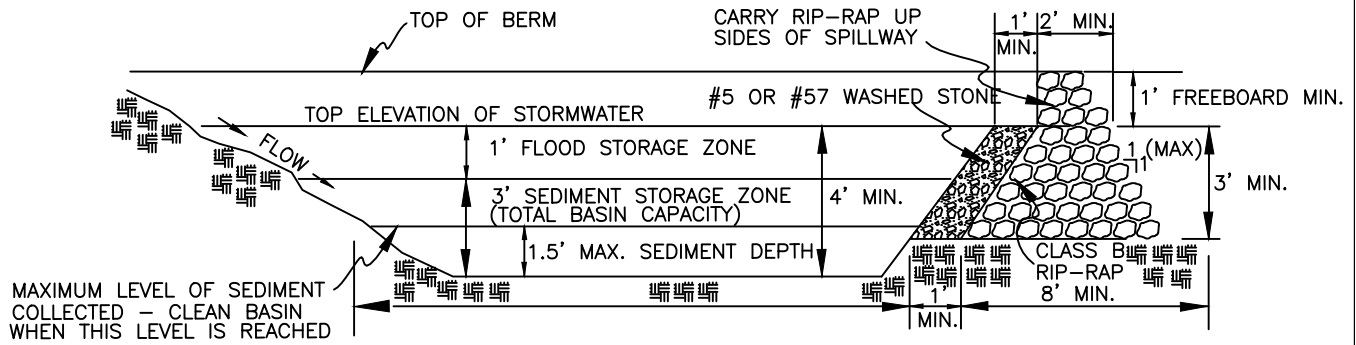 TOP OF BERM
CARRY RIP-RAP UP
SIDES OF SPILLWAY
1' 2' MIN.
MIN.
#5 OR #57 WASHED STONE
1' FREEBOARD MIN.
TOP ELEVATION OF STORMWATER
FLOW
1' FLOOD STORAGE ZONE
1 (MAX)
1
3' SEDIMENT STORAGE ZONE
(TOTAL BASIN CAPACITY)
4' MIN.
3' MIN.
1.5' MAX. SEDIMENT DEPTH
CLASS B
RIP-RAP
MAXIMUM LEVEL OF SEDIMENT
COLLECTED - CLEAN BASIN
WHEN THIS LEVEL IS REACHED
1'
MIN.
8' MIN.